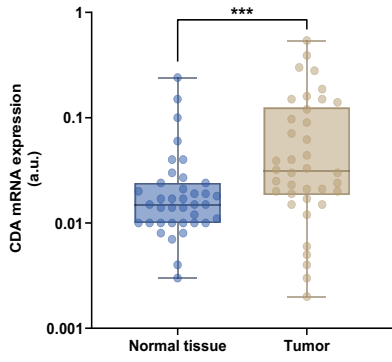 ***
1
0.1
0.01
0.001
CDA mRNA expression
(a.u.)
Normal tissue
Tumor